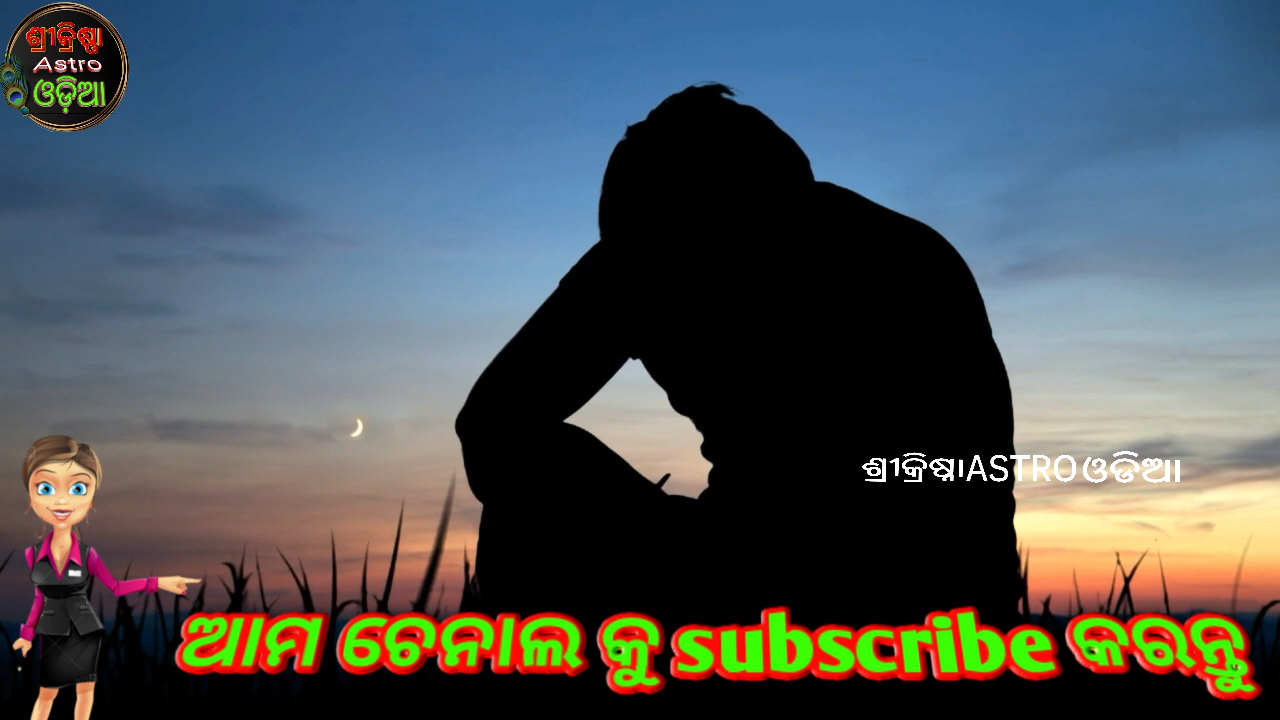 ଶ୍ରୀକ୍ରିଷ୍ଣା
Astro
ଓଡ଼ିଆ
ଶ୍ରୀକ୍ରିଷ୍ନା ASTRO ଓଡିଆ
ଆମ ଚେନାଲ କୁ subscribe କରନ୍ତୁ